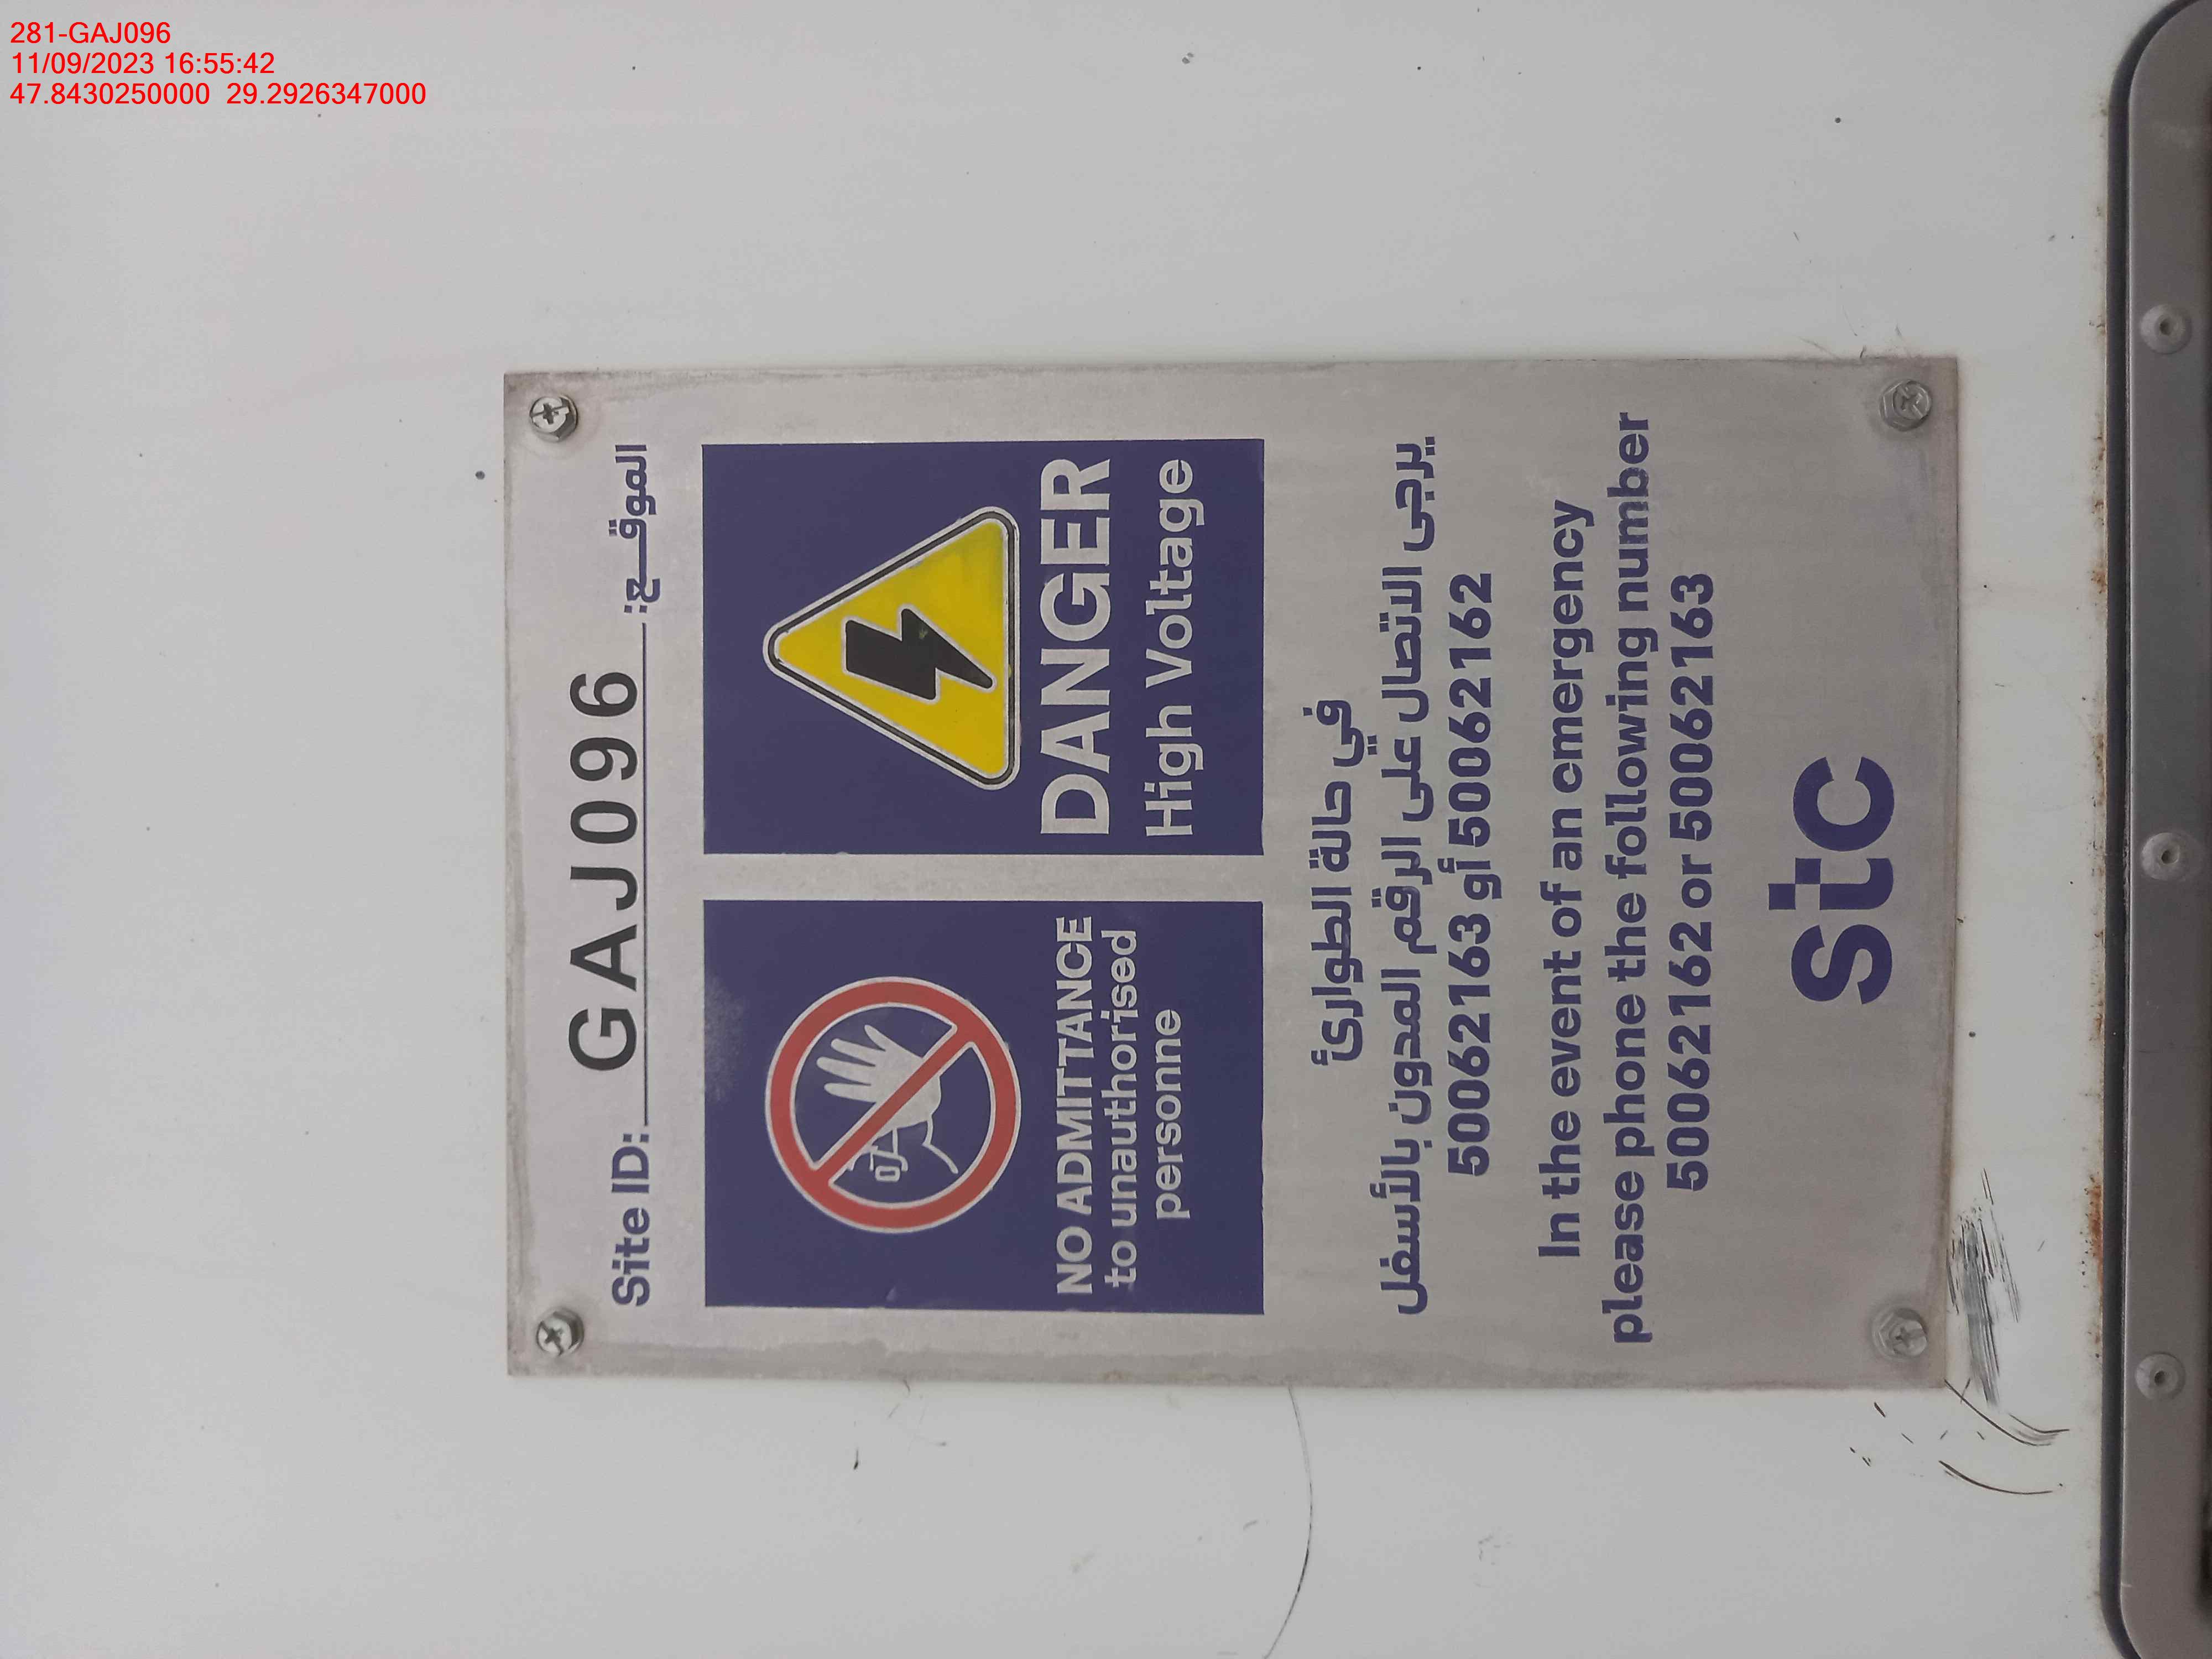 281-GAJ096
11/09/2023 16:55:42
47.8430250000 29.2926347000
Site ID: GAJ096 الموقـــع:
NO ADMITTANCE
to unauthorised
personne
DANGER
High Voltage
في حالة الطوارئ
يرجى الاتصال على الرقم المدون بالأسفل
50062163 أو 50062162
In the event of an emergency
please phone the following number
50062162 or 50062163
stc